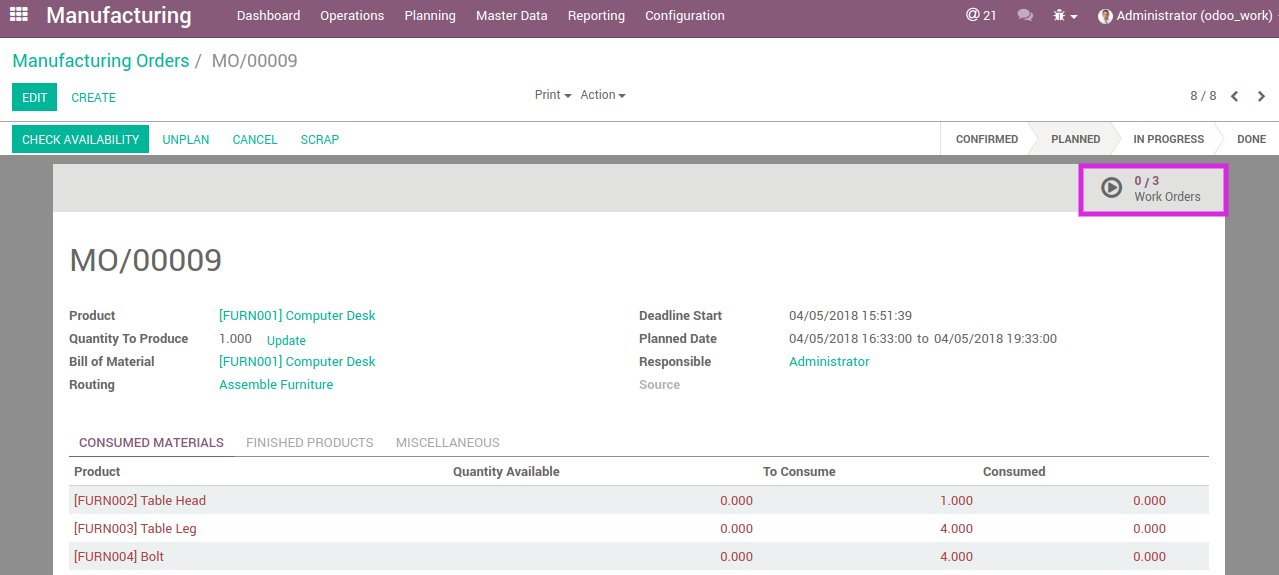 Manufacturing Dashboard Operations Planning Master Data Reporting Configuration @ 21 Administrator (odoo_work)
Manufacturing Orders / MO/00009
EDIT CREATE Print Action 8 / 8
CHECK AVAILABILITY UNPLAN CANCEL SCRAP CONFIRMED PLANNED IN PROGRESS DONE
0 / 3
Work Orders
MO/00009
Product [FURN001] Computer Desk Deadline Start 04/05/2018 15:51:39
Quantity To Produce 1.000 Update Planned Date 04/05/2018 16:33:00 to 04/05/2018 19:33:00
Bill of Material [FURN001] Computer Desk Responsible Administrator
Routing Assemble Furniture Source
CONSUMED MATERIALS FINISHED PRODUCTS MISCELLANEOUS
Product Quantity Available To Consume Consumed
[FURN002] Table Head 0.000 1.000 0.000
[FURN003] Table Leg 0.000 4.000 0.000
[FURN004] Bolt 0.000 4.000 0.000